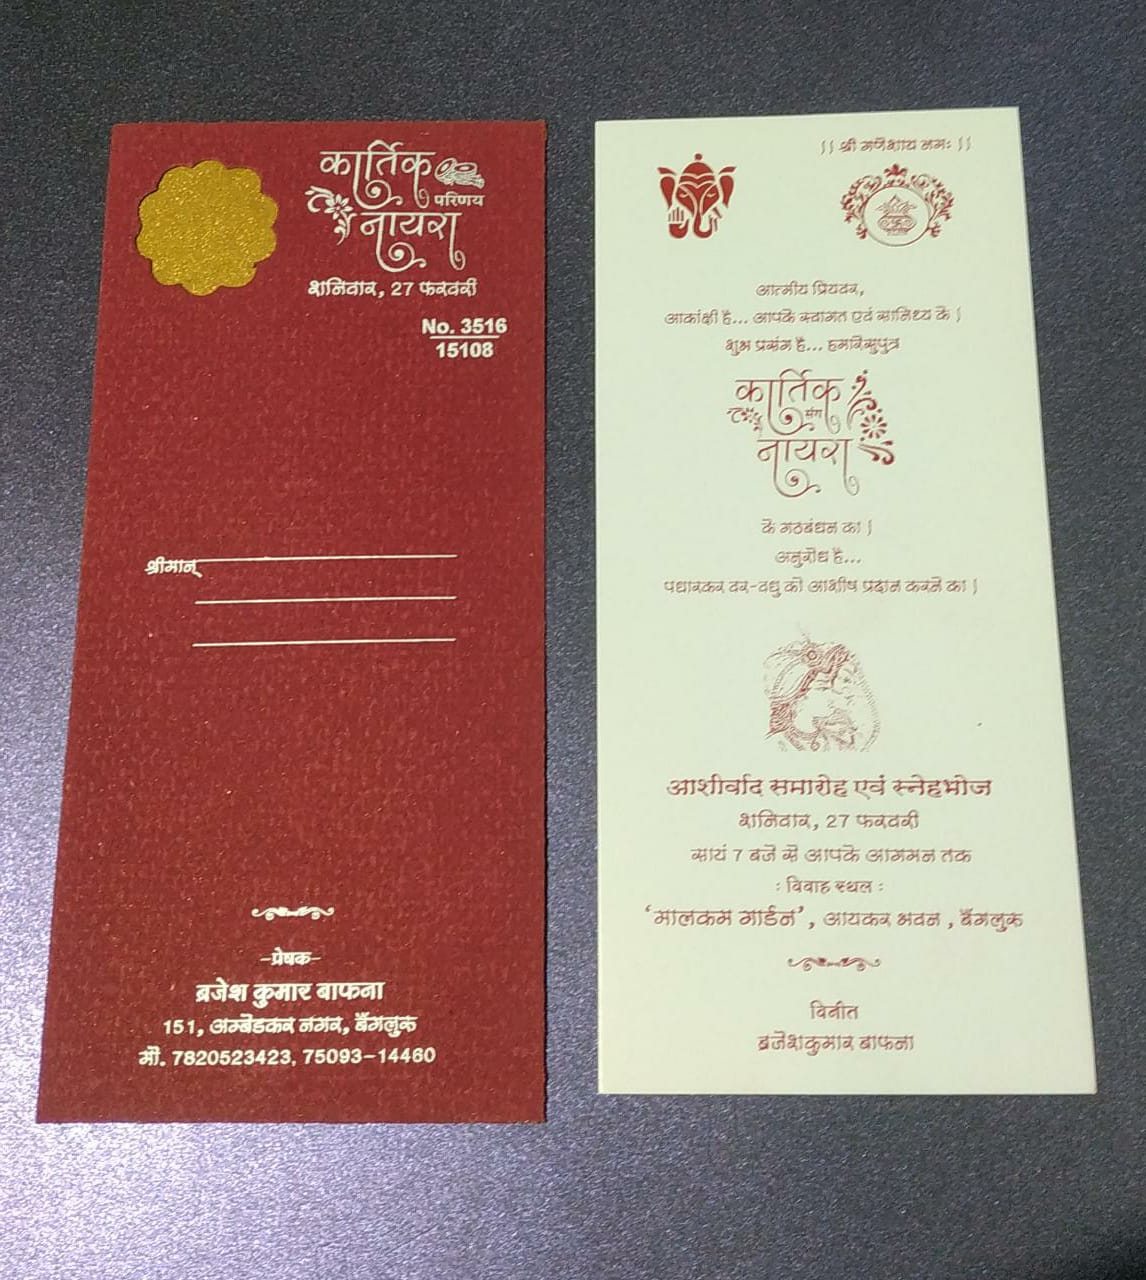 कार्तिक
परिणय
नायरा
शनिवार, 27 फरवरी
No. 3516
15108
श्रीमान्
–प्रेषक–
ब्रजेश कुमार बाफना
151, अम्बेडकर नगर, बैंगलुरू
मो. 7820523423, 75093-14460
|| श्री गणेशाय नमः ||
आत्मीय प्रियवर,
आकांक्षी है... आपके स्वागत एवं सानिध्य के |
शुभ प्रसंग है... हमारेसुपुत्र
कार्तिक
संग
नायरा
के गठबंधन का |
अनुरोध है...
पधारकर वर-वधु को आशीष प्रदान करने का |
आशीर्वाद समारोह एवं स्नेहभोज
शनिवार, 27 फरवरी
सायं 7 बजे से आपके आगमन तक
: विवाह स्थल :
'मालकम गार्डन', आयकर भवन , बैंगलुरू
विनीत
ब्रजेशकुमार बाफना